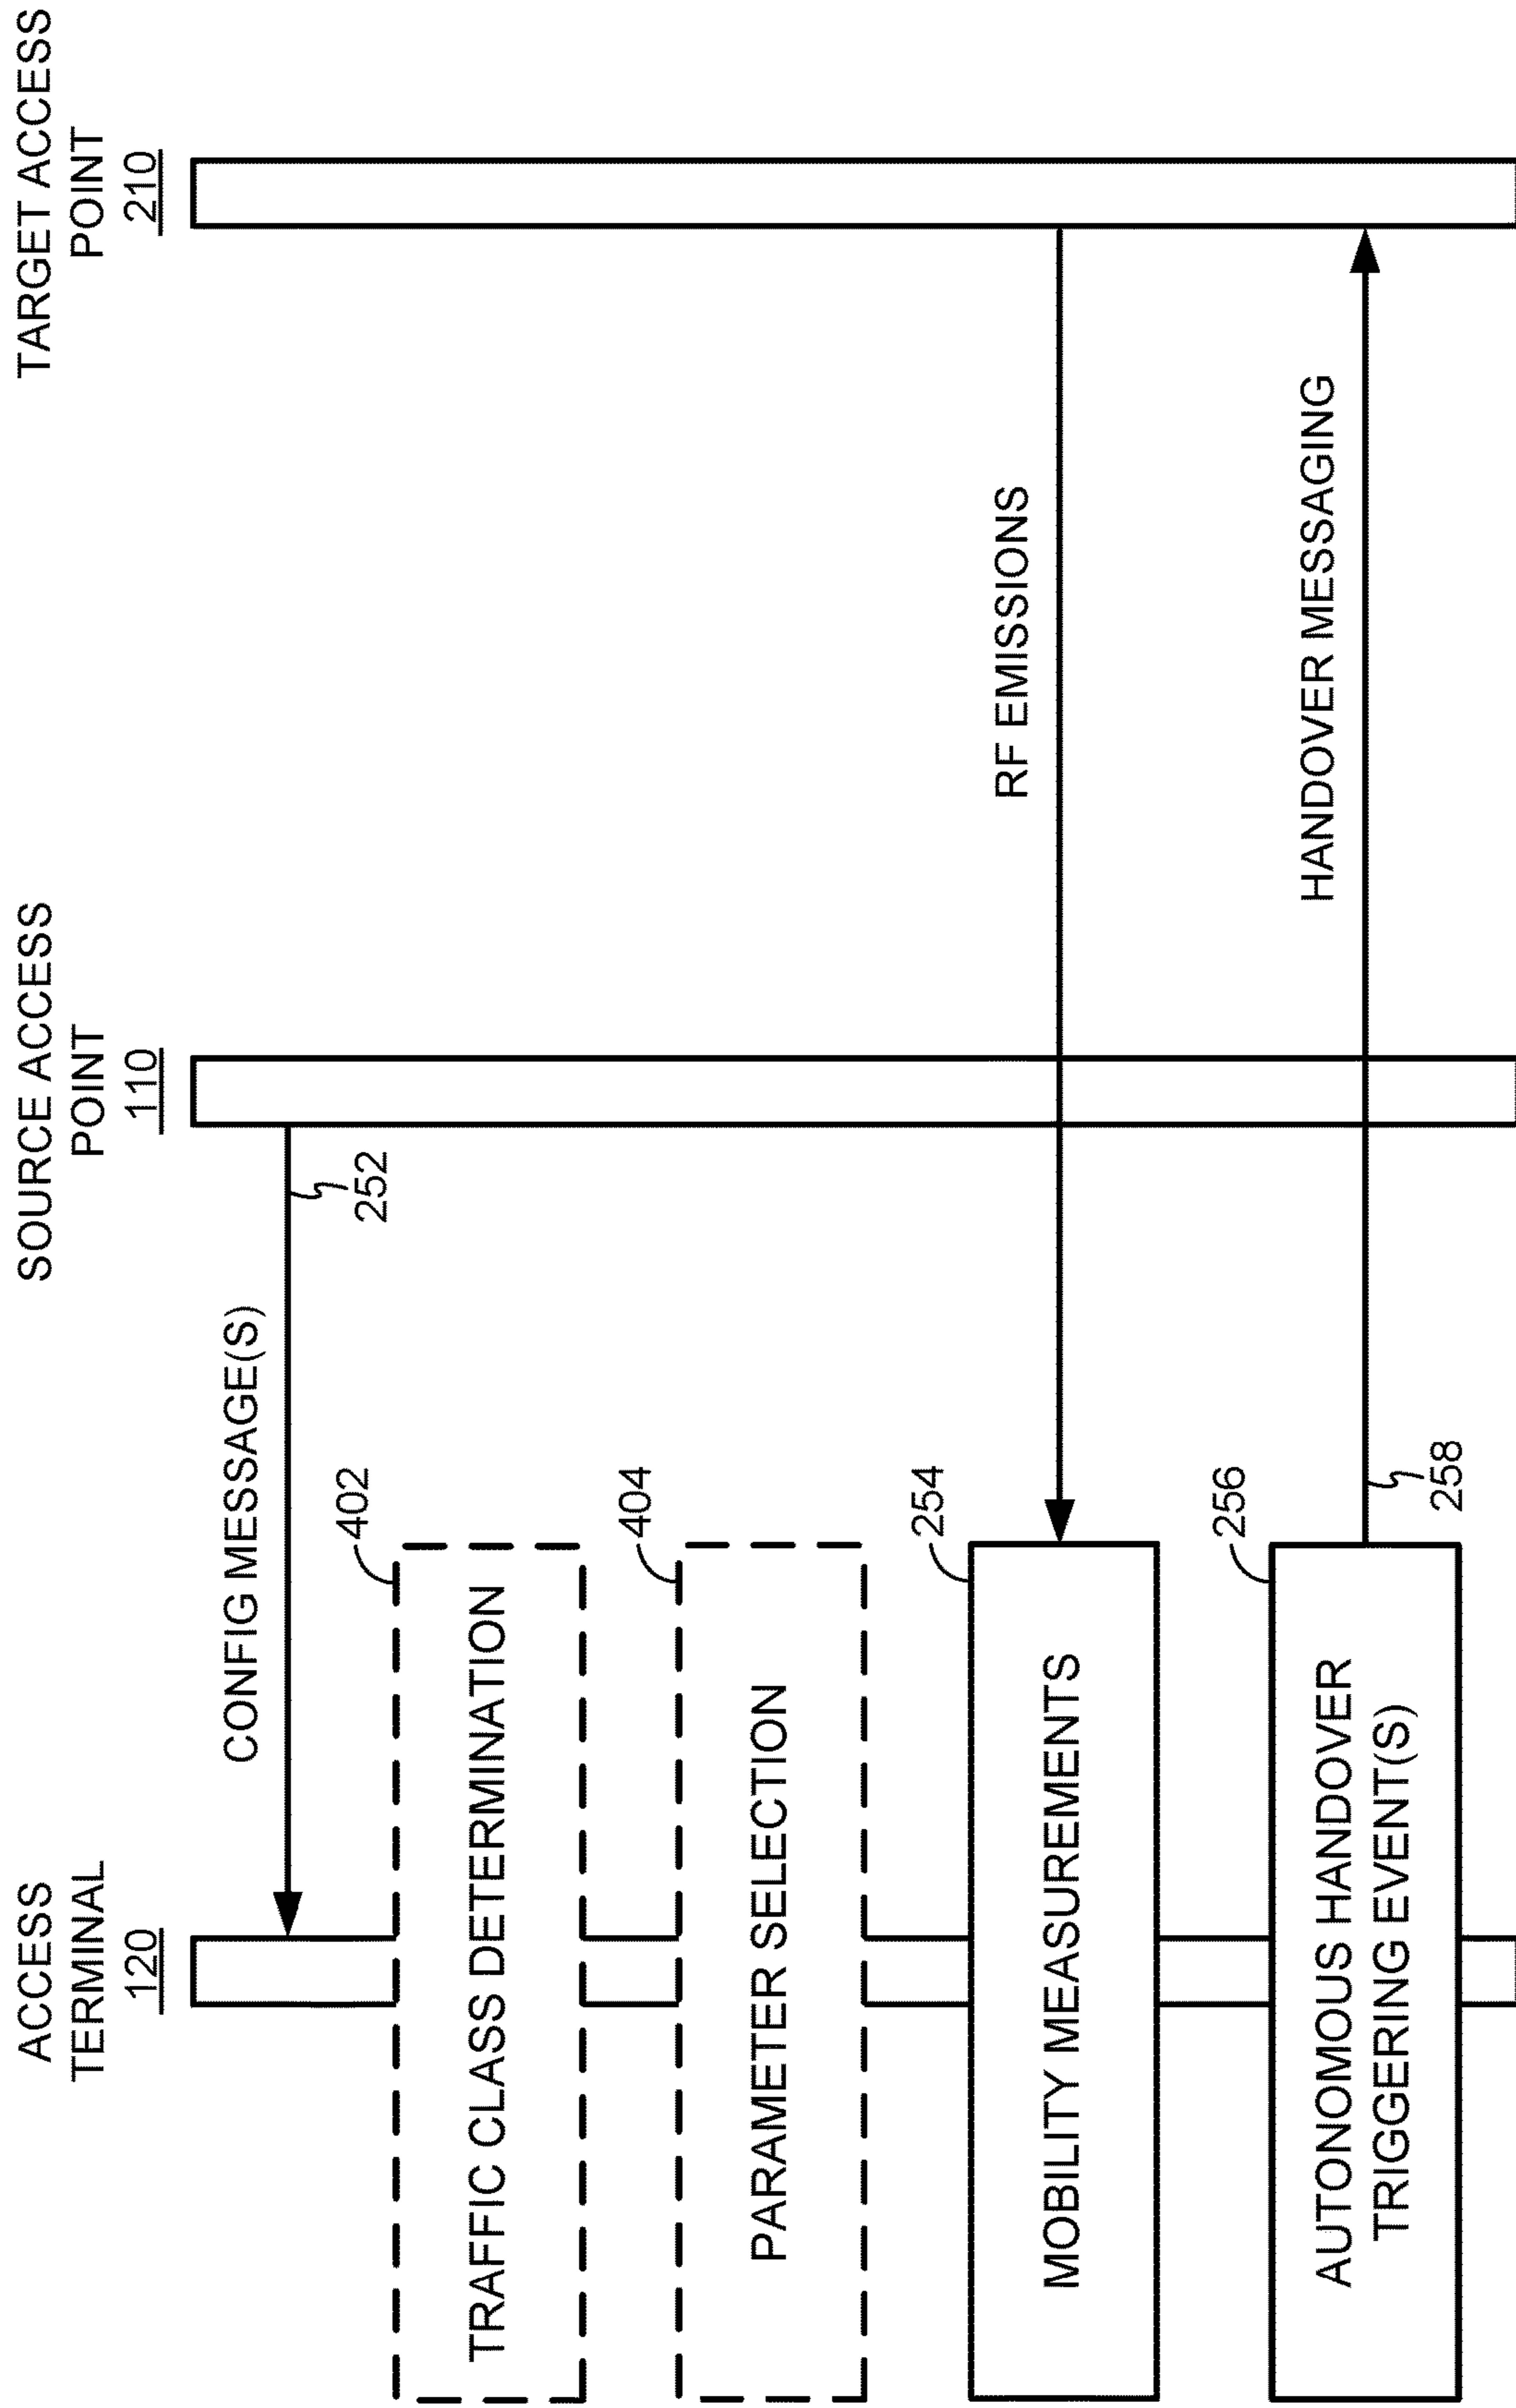 ACCESS
TERMINAL
120
SOURCE ACCESS
POINT
110
TARGET ACCESS
POINT
210
CONFIG MESSAGE(S)
252
402
TRAFFIC CLASS DETERMINATION
404
PARAMETER SELECTION
RF EMISSIONS
254
MOBILITY MEASUREMENTS
HANDOVER MESSAGING
256
AUTONOMOUS HANDOVER
TRIGGERING EVENT(S)
258